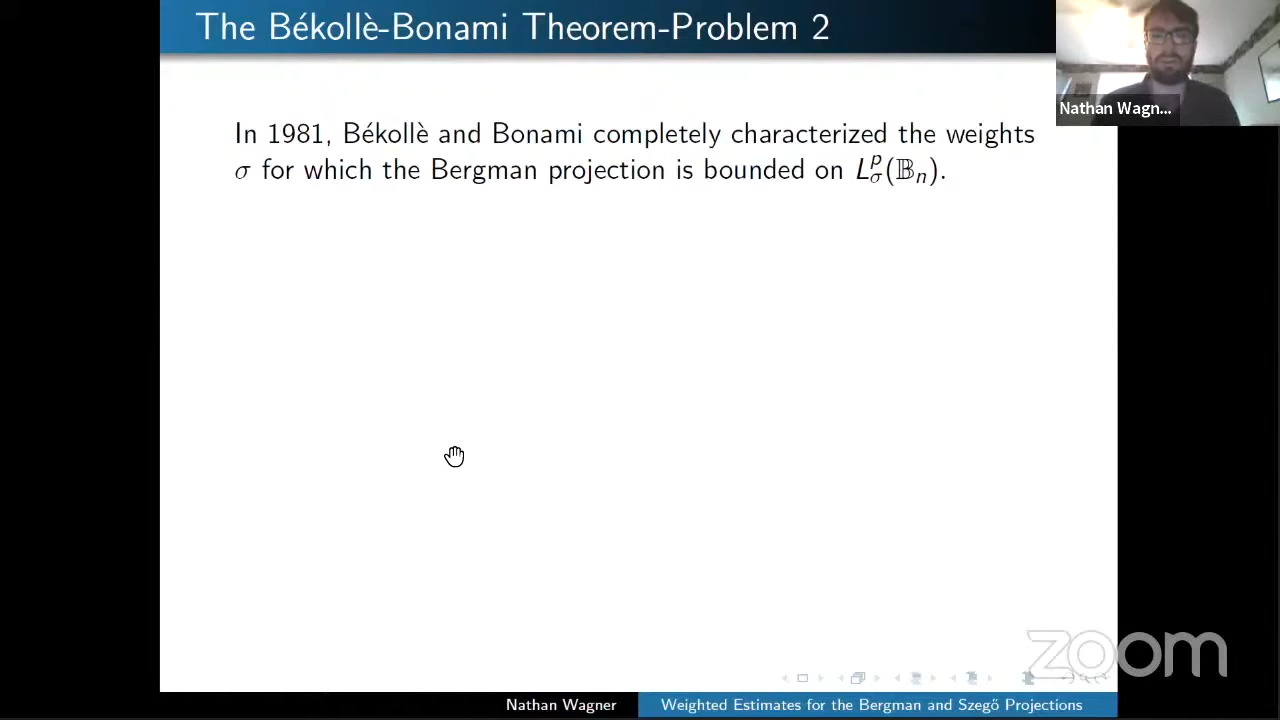 The Békollè-Bonami Theorem-Problem 2
Nathan Wagn...
In 1981, Békollè and Bonami completely characterized the weights
σ for which the Bergman projection is bounded on L^p_σ(𝔹_n).
zoom
Nathan Wagner
Weighted Estimates for the Bergman and Szegő Projections